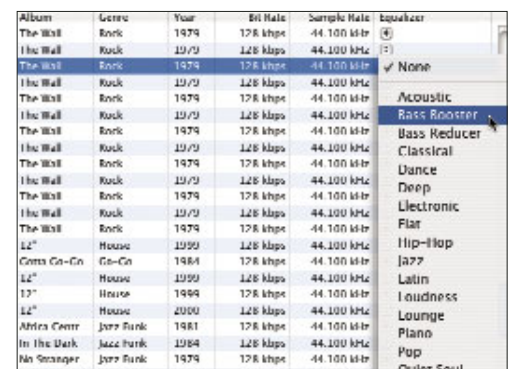 Album Genre Year Bit Rate Sample Rate Equalizer
The Wall Rock 1979 128 kbps 44.100 kHz
The Wall Rock 1979 128 kbps 44.100 kHz
The Wall Rock 1979 128 kbps 44.100 kHz ✓ None
The Wall Rock 1979 128 kbps 44.100 kHz
The Wall Rock 1979 128 kbps 44.100 kHz Acoustic
The Wall Rock 1979 128 kbps 44.100 kHz Bass Booster
The Wall Rock 1979 128 kbps 44.100 kHz Bass Reducer
The Wall Rock 1979 128 kbps 44.100 kHz Classical
The Wall Rock 1979 128 kbps 44.100 kHz Dance
The Wall Rock 1979 128 kbps 44.100 kHz Deep
The Wall Rock 1979 128 kbps 44.100 kHz Electronic
The Wall Rock 1979 128 kbps 44.100 kHz Flat
12" House 1999 128 kbps 44.100 kHz Hip-Hop
Gotta Go-Go Go-Go 1984 128 kbps 44.100 kHz Jazz
12" House 1999 128 kbps 44.100 kHz Latin
12" House 1999 128 kbps 44.100 kHz Loudness
12" House 2000 128 kbps 44.100 kHz Lounge
Africa Centr Jazz Funk 1981 128 kbps 44.100 kHz Piano
In The Dark Jazz Funk 1984 128 kbps 44.100 kHz Pop
No Stranger Jazz Funk 1979 128 kbps 44.100 kHz